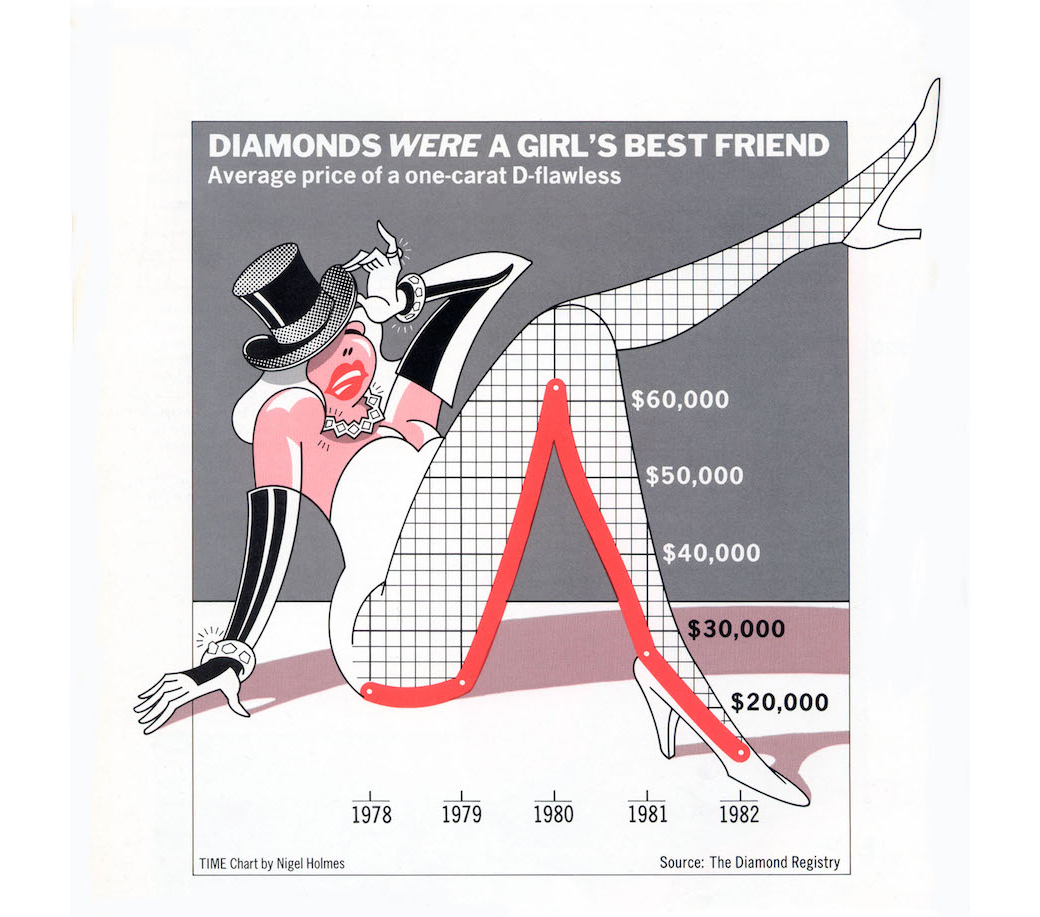 DIAMONDS WERE A GIRL'S BEST FRIEND
Average price of a one-carat D-flawless
$60,000
$50,000
$40,000
$30,000
$20,000
1978 1979 1980 1981 1982
TIME Chart by Nigel Holmes
Source: The Diamond Registry